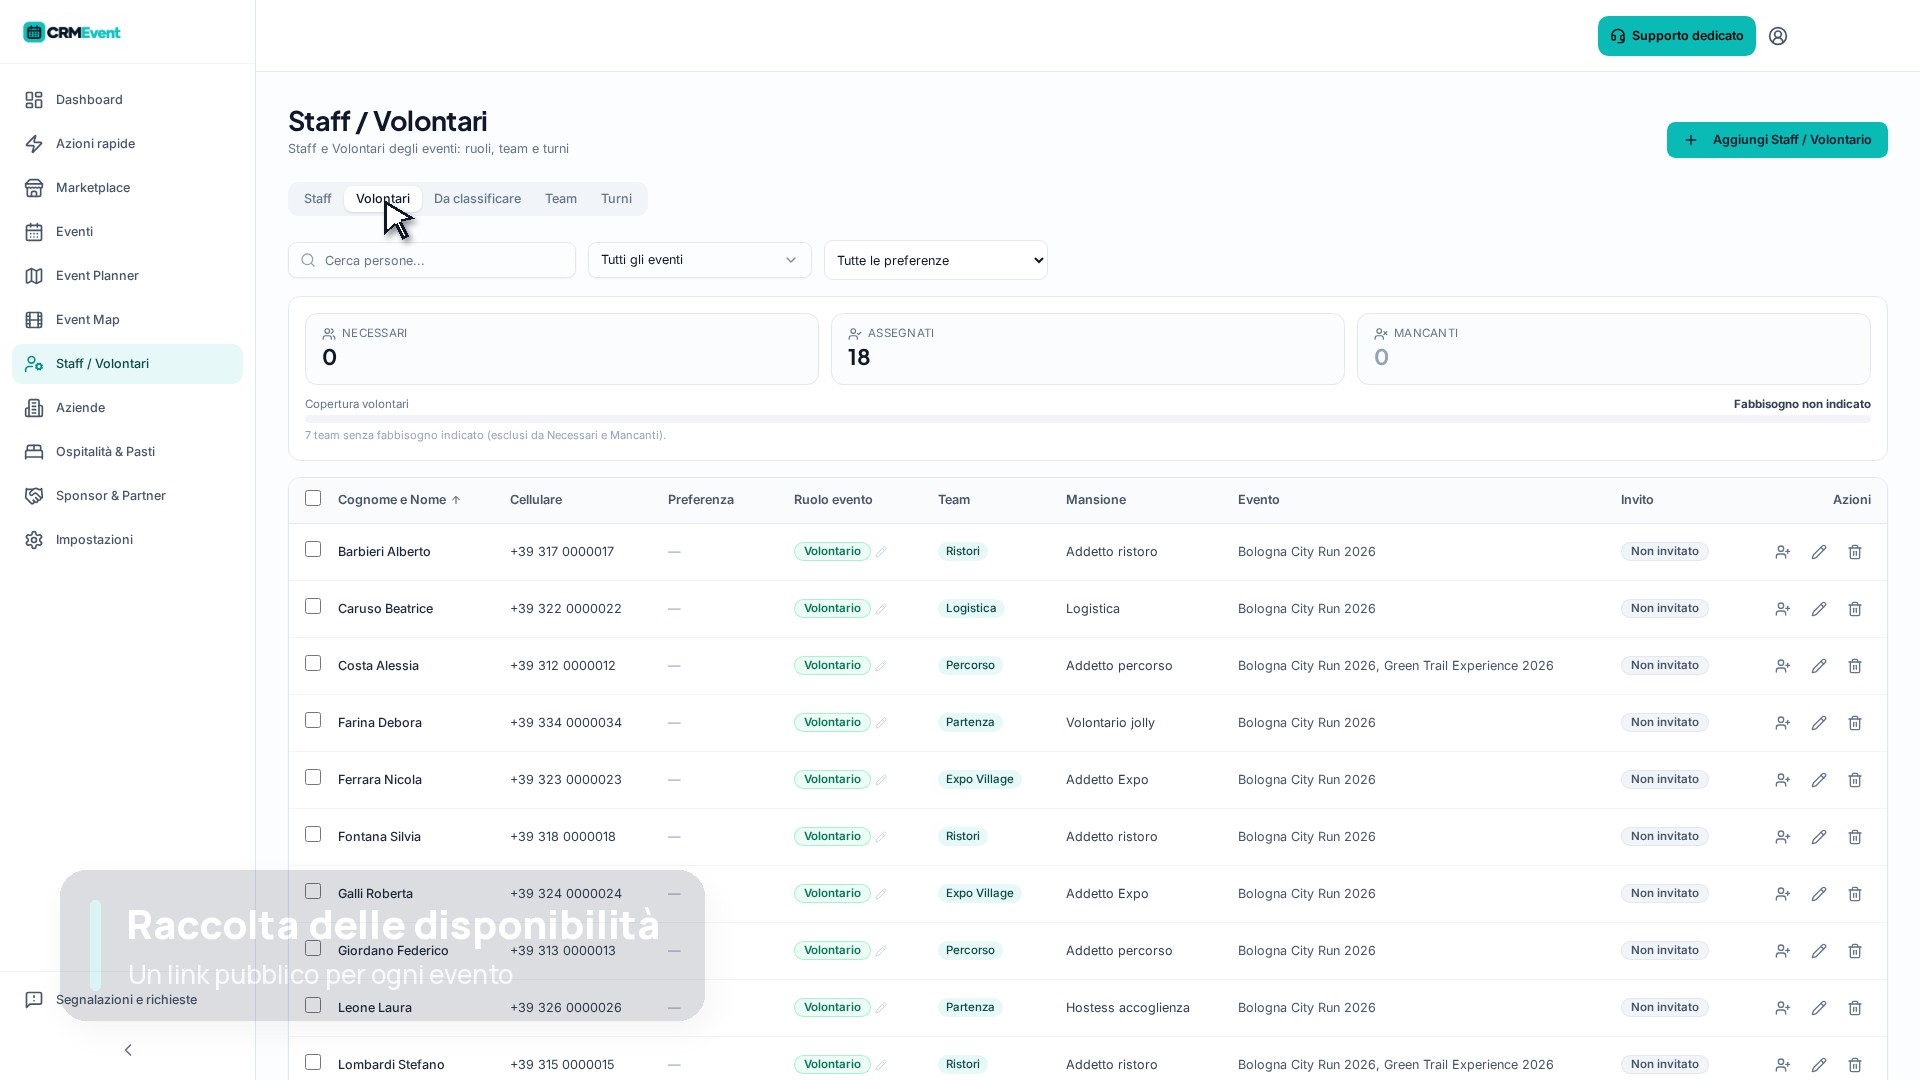 CRMEvent
Supporto dedicato
Dashboard
Azioni rapide
Marketplace
Eventi
Event Planner
Event Map
Staff / Volontari
Aziende
Ospitalità & Pasti
Sponsor & Partner
Impostazioni
Segnalazioni e richieste
Staff / Volontari
Staff e Volontari degli eventi: ruoli, team e turni
Aggiungi Staff / Volontario
Staff Volontari Da classificare Team Turni
Cerca persone... Tutti gli eventi Tutte le preferenze
NECESSARI
0
ASSEGNATI
18
MANCANTI
0
Copertura volontari Fabbisogno non indicato
7 team senza fabbisogno indicato (esclusi da Necessari e Mancanti).
Cognome e Nome Cellulare Preferenza Ruolo evento Team Mansione Evento Invito Azioni
Barbieri Alberto +39 317 0000017 — Volontario Ristori Addetto ristoro Bologna City Run 2026 Non invitato
Caruso Beatrice +39 322 0000022 — Volontario Logistica Logistica Bologna City Run 2026 Non invitato
Costa Alessia +39 312 0000012 — Volontario Percorso Addetto percorso Bologna City Run 2026, Green Trail Experience 2026 Non invitato
Farina Debora +39 334 0000034 — Volontario Partenza Volontario jolly Bologna City Run 2026 Non invitato
Ferrara Nicola +39 323 0000023 — Volontario Expo Village Addetto Expo Bologna City Run 2026 Non invitato
Fontana Silvia +39 318 0000018 — Volontario Ristori Addetto ristoro Bologna City Run 2026 Non invitato
Galli Roberta +39 324 0000024 — Volontario Expo Village Addetto Expo Bologna City Run 2026 Non invitato
Giordano Federico +39 313 0000013 — Volontario Percorso Addetto percorso Bologna City Run 2026 Non invitato
Leone Laura +39 326 0000026 — Volontario Partenza Hostess accoglienza Bologna City Run 2026 Non invitato
Lombardi Stefano +39 315 0000015 — Volontario Ristori Addetto ristoro Bologna City Run 2026, Green Trail Experience 2026 Non invitato
Raccolta delle disponibilità
Un link pubblico per ogni evento